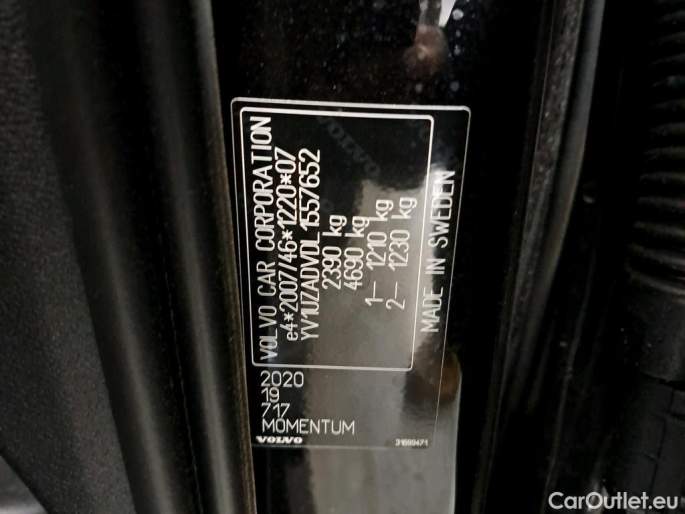 VOLVO CAR CORPORATION
e4*2007/46*1220*07
YV1UZADVDL1557652
2390 kg
4690 kg
1– 1210 kg
2– 1230 kg
MADE IN SWEDEN
2020
19
717
MOMENTUM
VOLVO
CarOutlet.eu